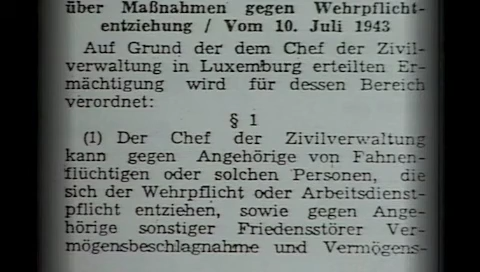 über Maßnahmen gegen Wehrpflicht-
entziehung / Vom 10. Juli 1943
Auf Grund der dem Chef der Zivil-
verwaltung in Luxemburg erteilten Er-
mächtigung wird für dessen Bereich
verordnet:
§ 1
(1) Der Chef der Zivilverwaltung
kann gegen Angehörige von Fahnen-
flüchtigen oder solchen Personen, die
sich der Wehrpflicht oder Arbeitsdienst-
pflicht entziehen, sowie gegen Ange-
hörige sonstiger Friedensstörer Ver-
mögensbeschlagnahme und Vermögens-